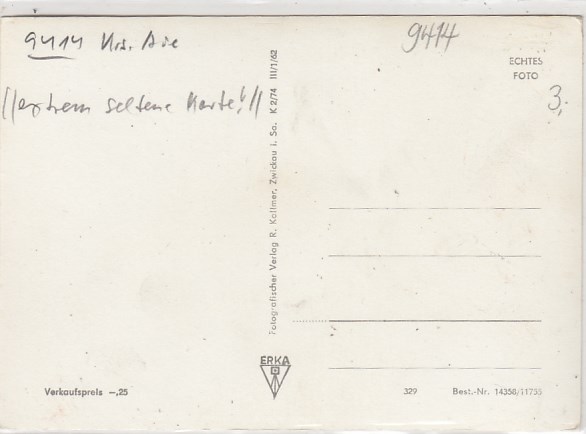 9414 Krs. Aue
9414
ECHTES
FOTO
3,
//extrem seltene Karte!//
Fotografischer Verlag R. Kallmer, Zwickau i. Sa. K 2/74 III/1/62
ERKA
Verkaufspreis -,25
329
Best.-Nr. 14358/11755